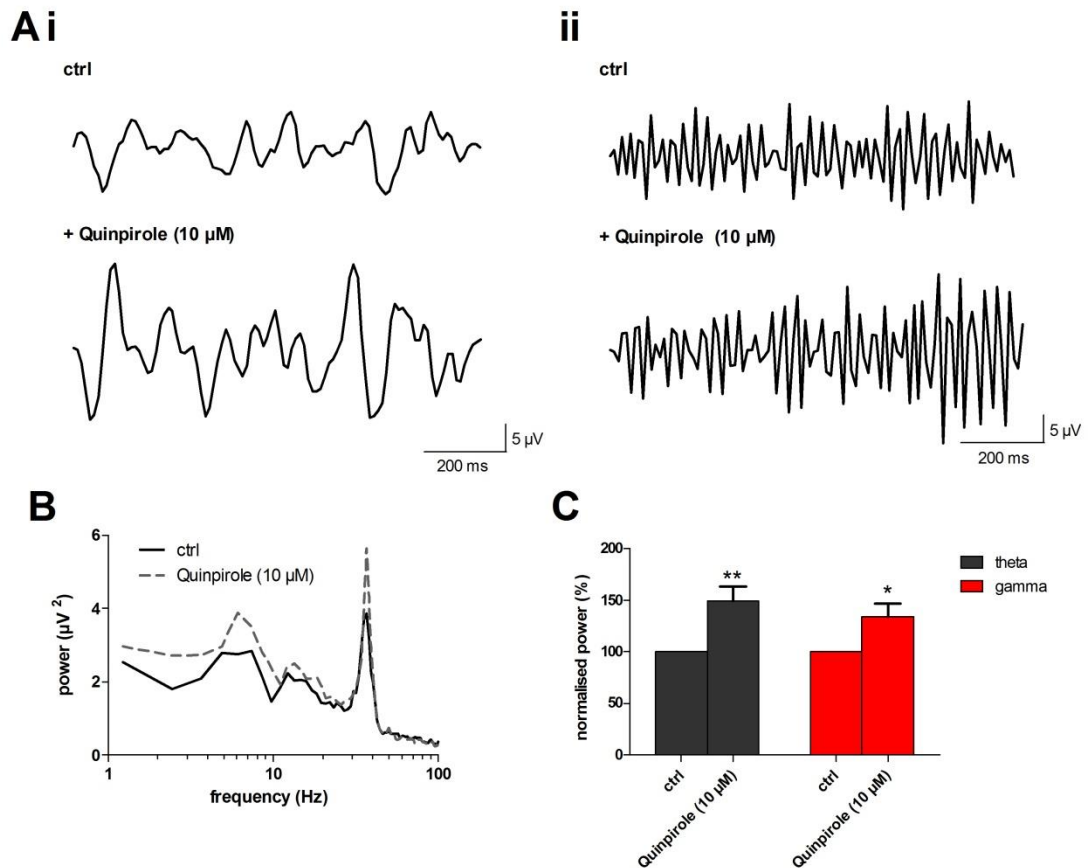 A i
ii
ctrl
ctrl
+ Quinpirole (10 µM)
+ Quinpirole (10 µM)
5 µV
200 ms
5 µV
200 ms
B
6
4
2
0
power (µV ²)
ctrl
Quinpirole (10 µM)
1
10
100
frequency (Hz)
C
200
150
100
50
0
normalised power (%)
**
*
theta
gamma
ctrl
Quinpirole (10 µM)
ctrl
Quinpirole (10 µM)